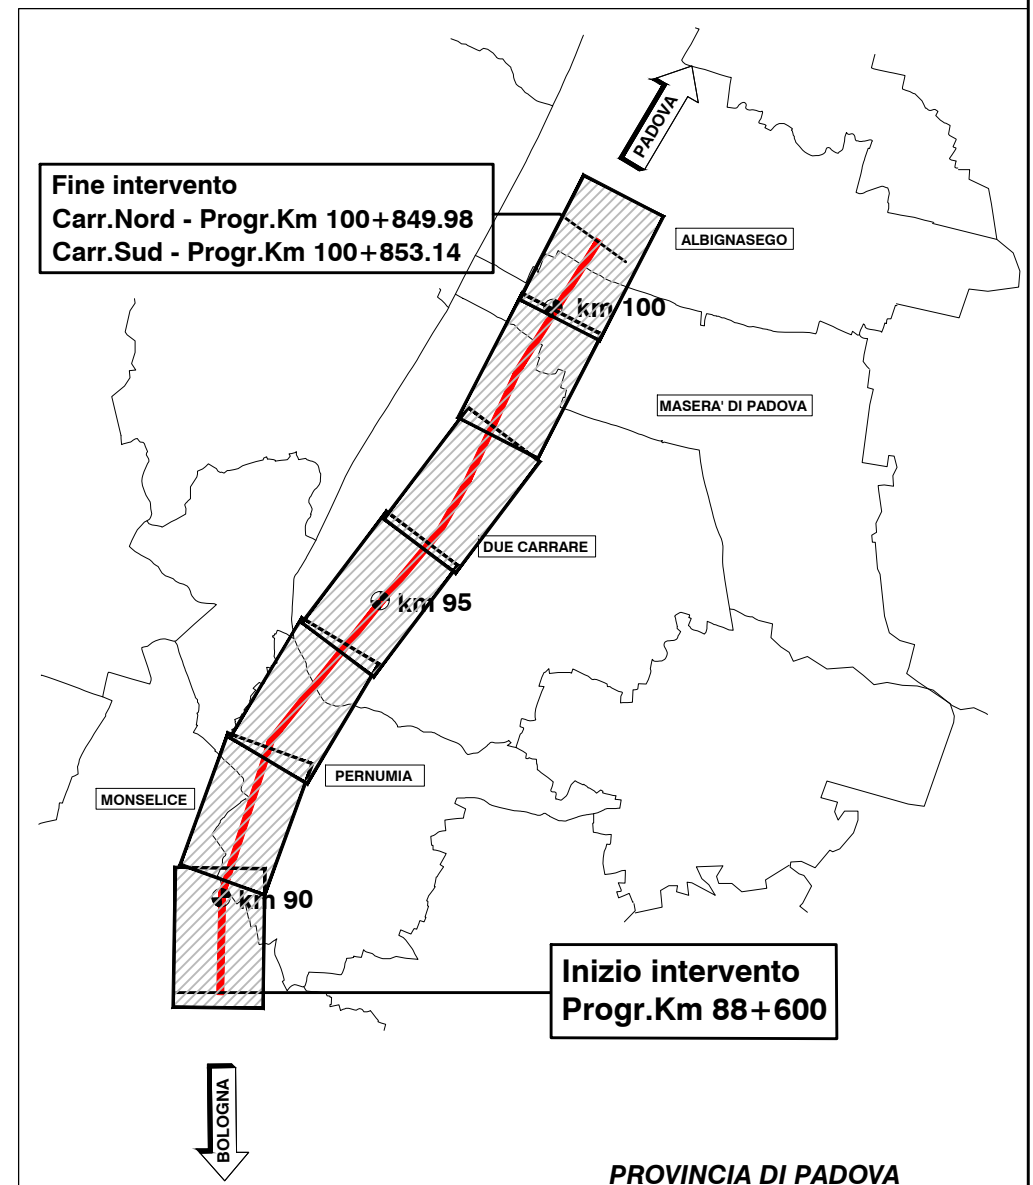 PADOVA
Fine intervento
Carr.Nord - Progr.Km 100+849.98
Carr.Sud - Progr.Km 100+853.14
ALBIGNASEGO
km 100
MASERA' DI PADOVA
DUE CARRARE
km 95
PERNUMIA
MONSELICE
km 90
Inizio intervento
Progr.Km 88+600
BOLOGNA
PROVINCIA DI PADOVA